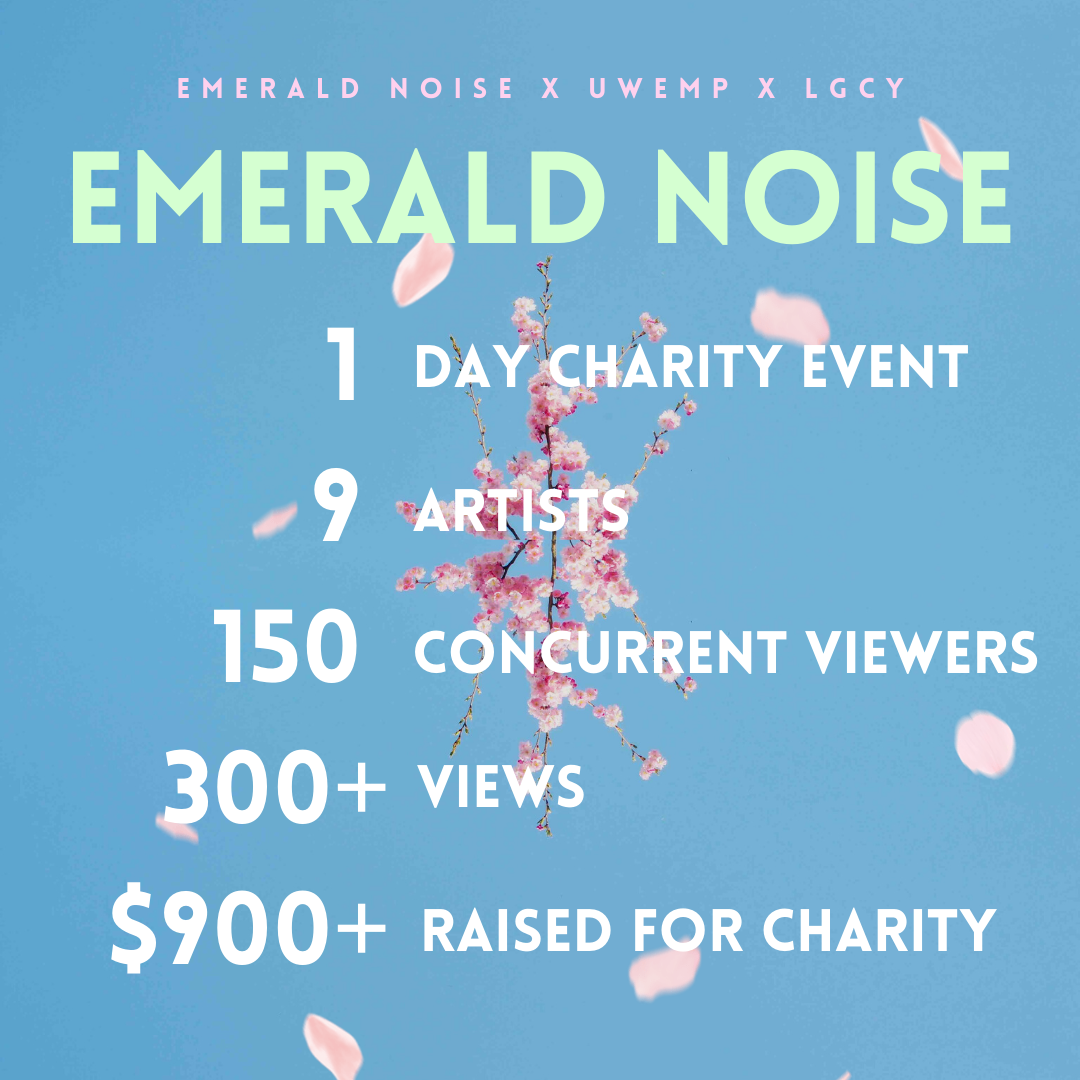 EMERALD NOISE X UWEMP X LGCY
EMERALD NOISE
1 DAY CHARITY EVENT
9 ARTISTS
150 CONCURRENT VIEWERS
300+ VIEWS
$900+ RAISED FOR CHARITY